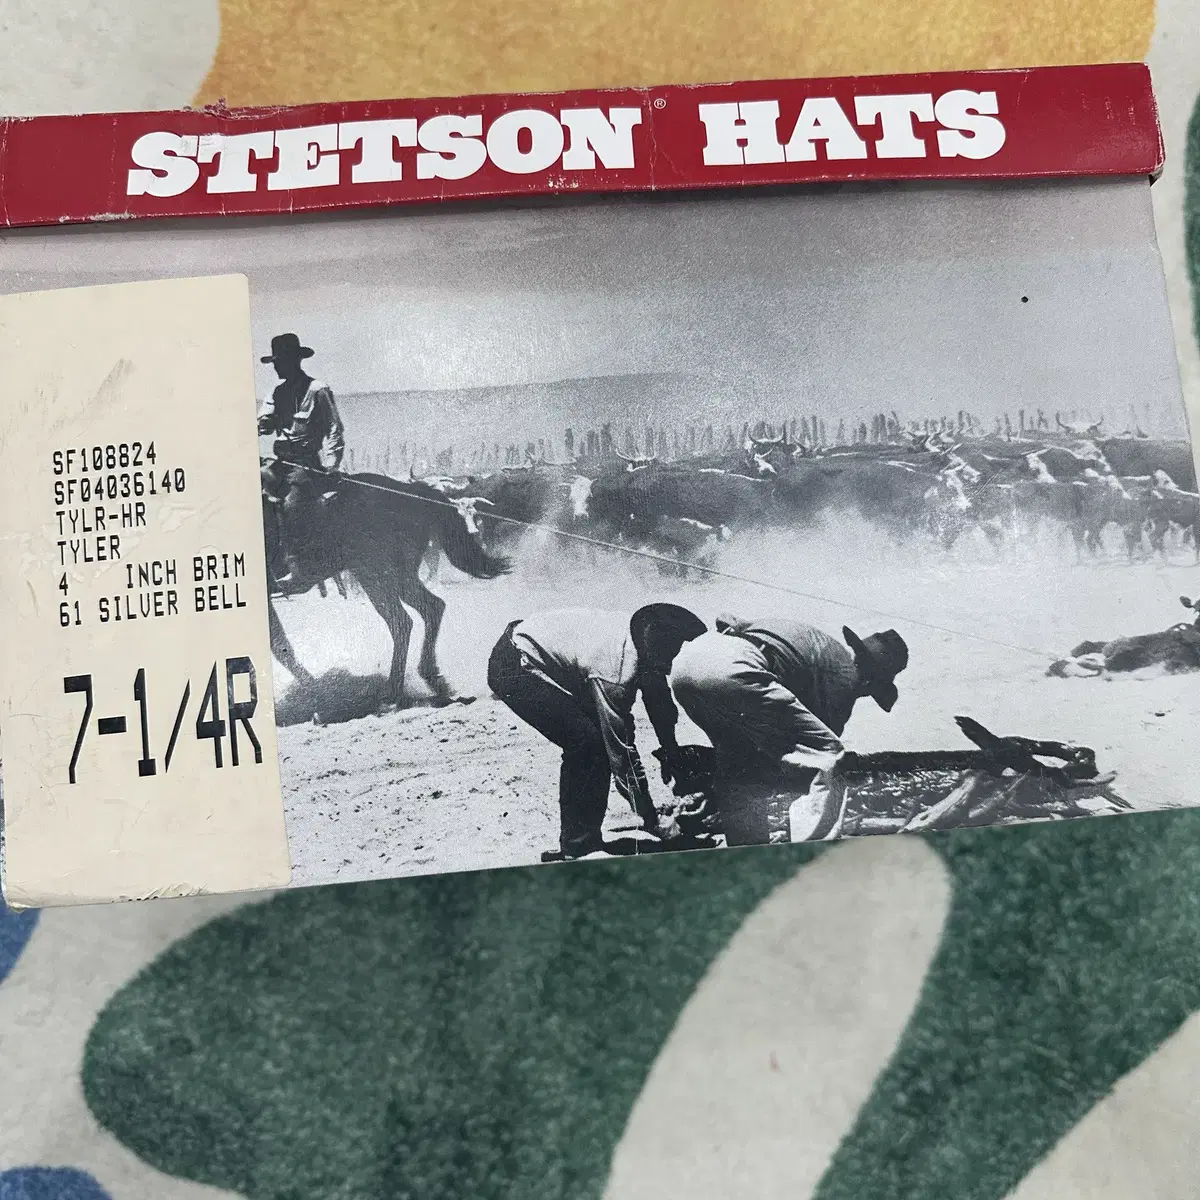 STETSON® HATS
SF108824
SF04036140
TYLR-HR
TYLER
4 INCH BRIM
61 SILVER BELL
7-1/4R